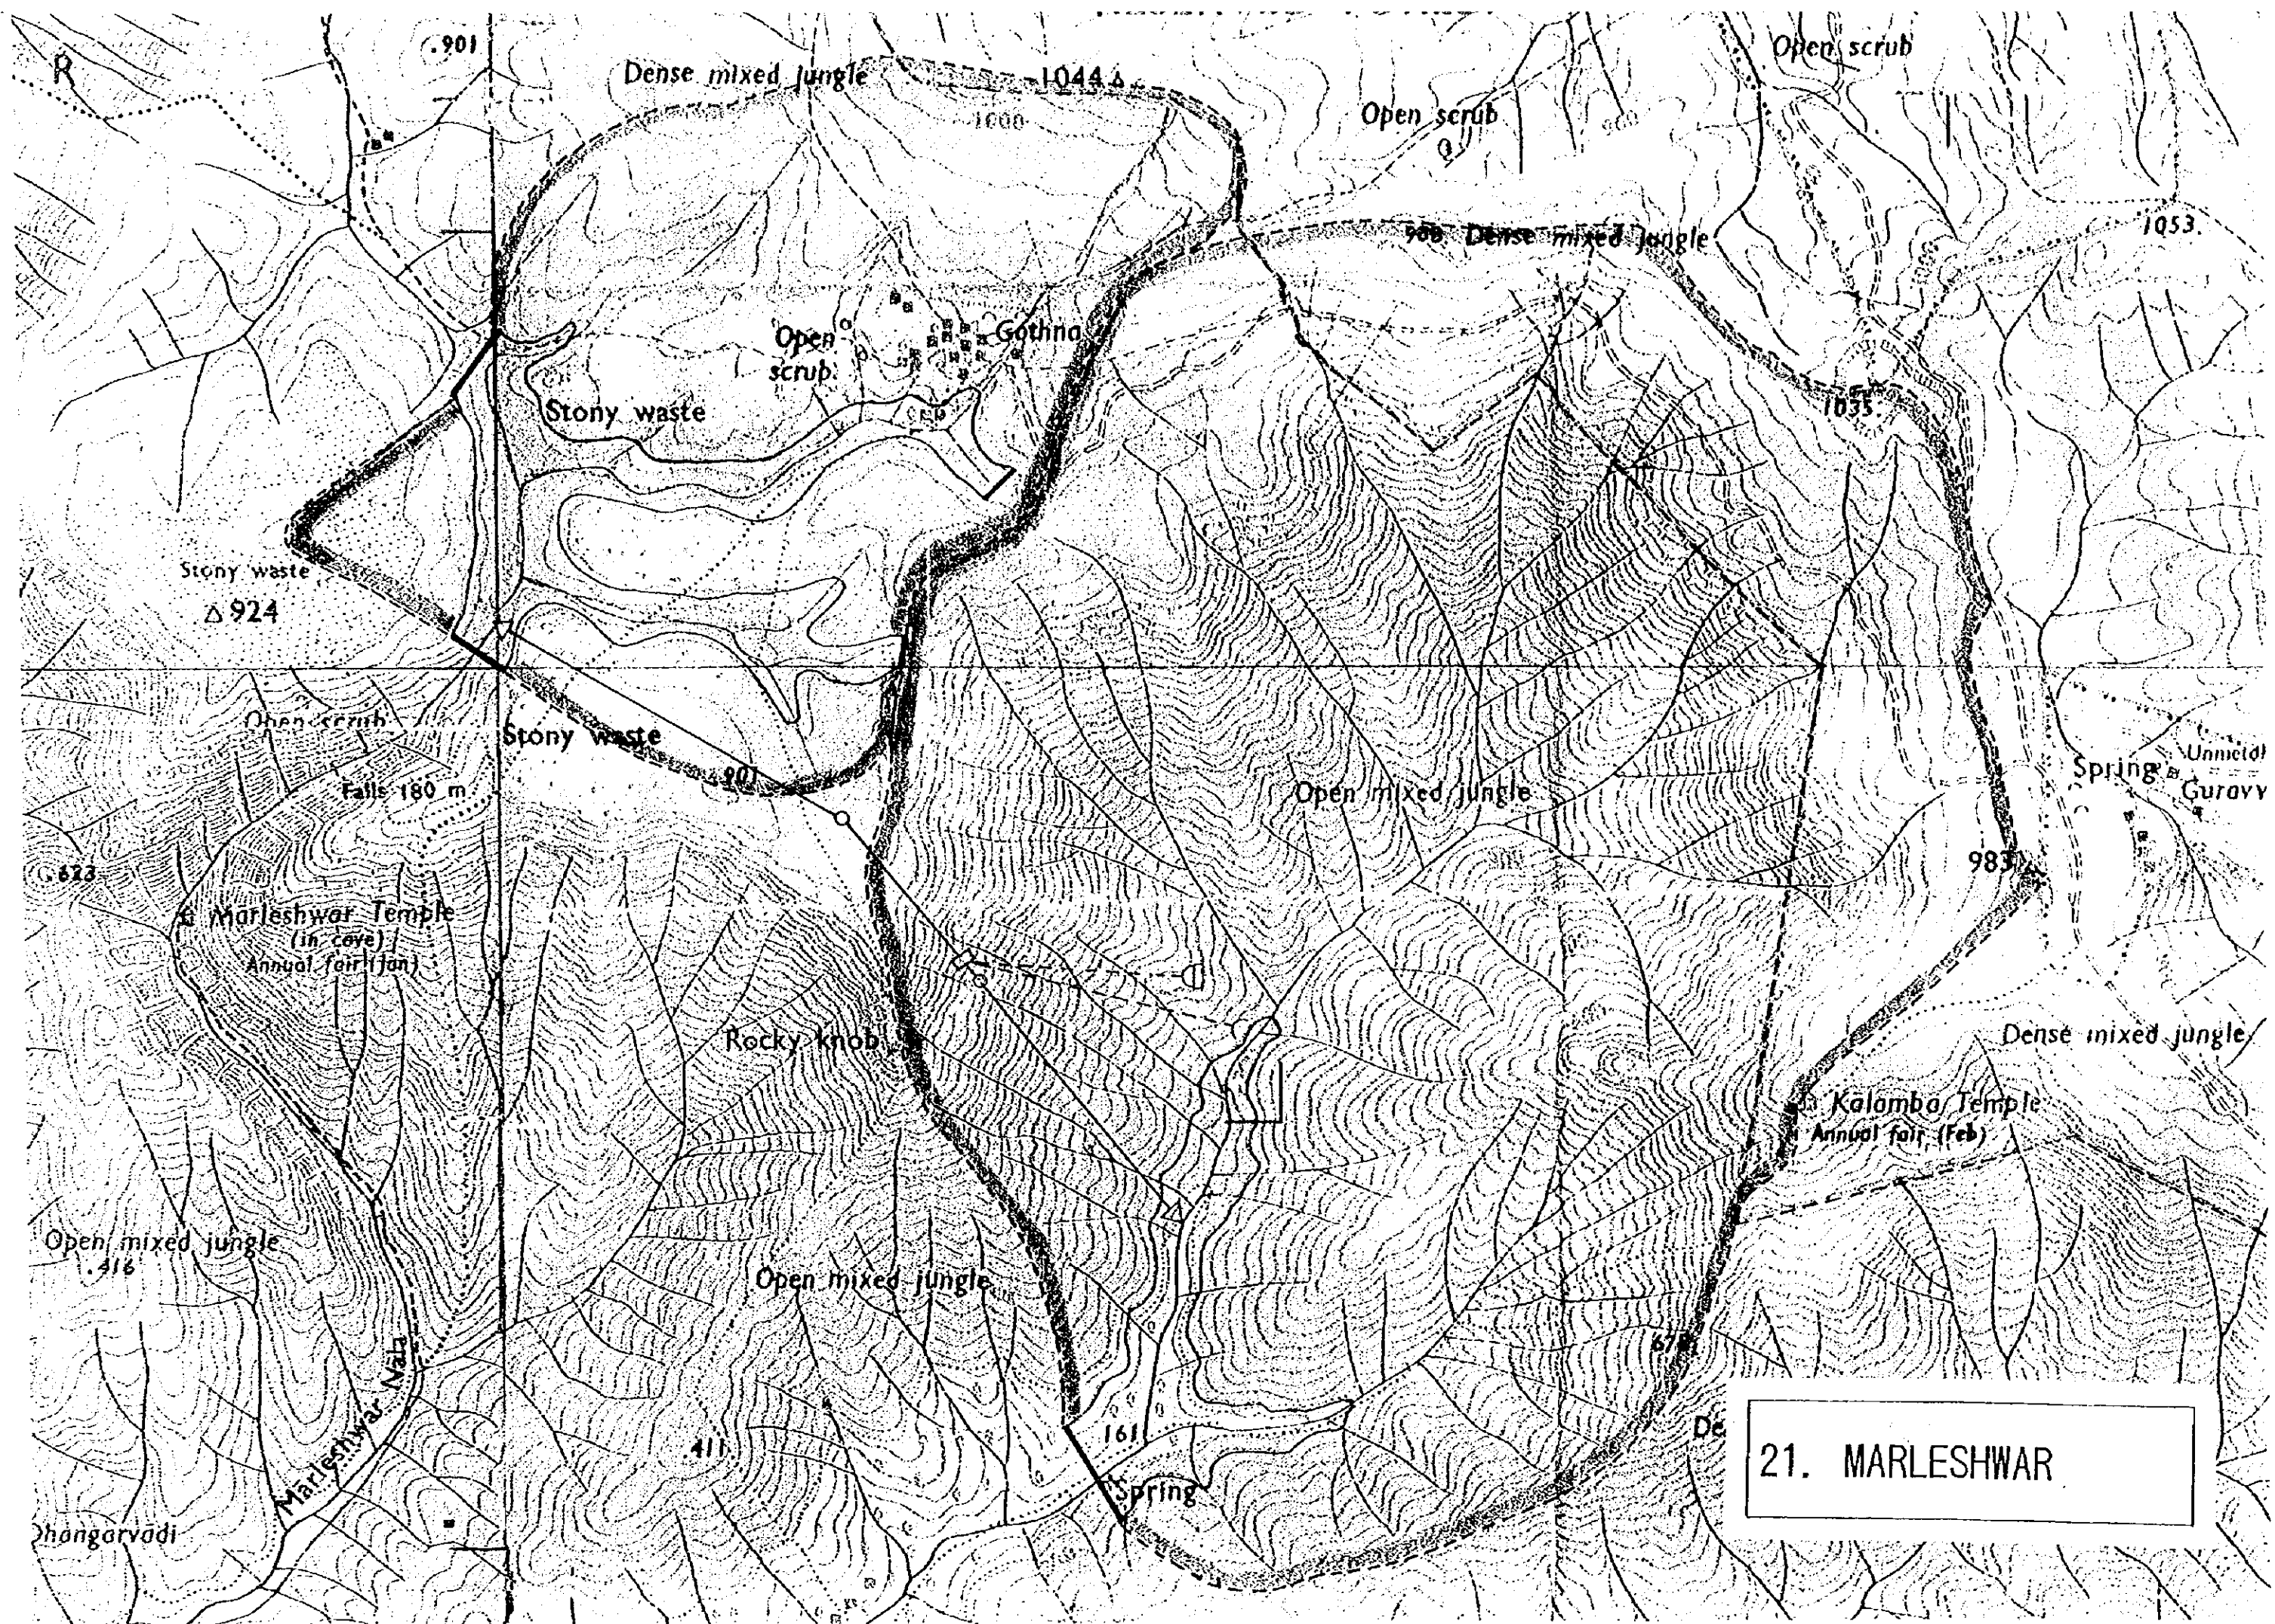 R
.901
Dense mixed jungle
1044
Open scrub
1000
Open scrub
900
1053.
Dense mixed jungle
Open
scrub
Gothna
Stony waste
1035.
Stony waste
924
Open scrub
Stony waste
901
Falls 180 m
Open mixed jungle
Spring
983
.623
Marleshwar Temple
(in cave)
Annual fair (Jan)
Rocky knob
Dense mixed jungle
Kalamba Temple
Annual fair (Feb)
Open mixed jungle
.416
Open mixed jungle
Marleshwar Nala
.411
161
Spring
21. MARLESHWAR